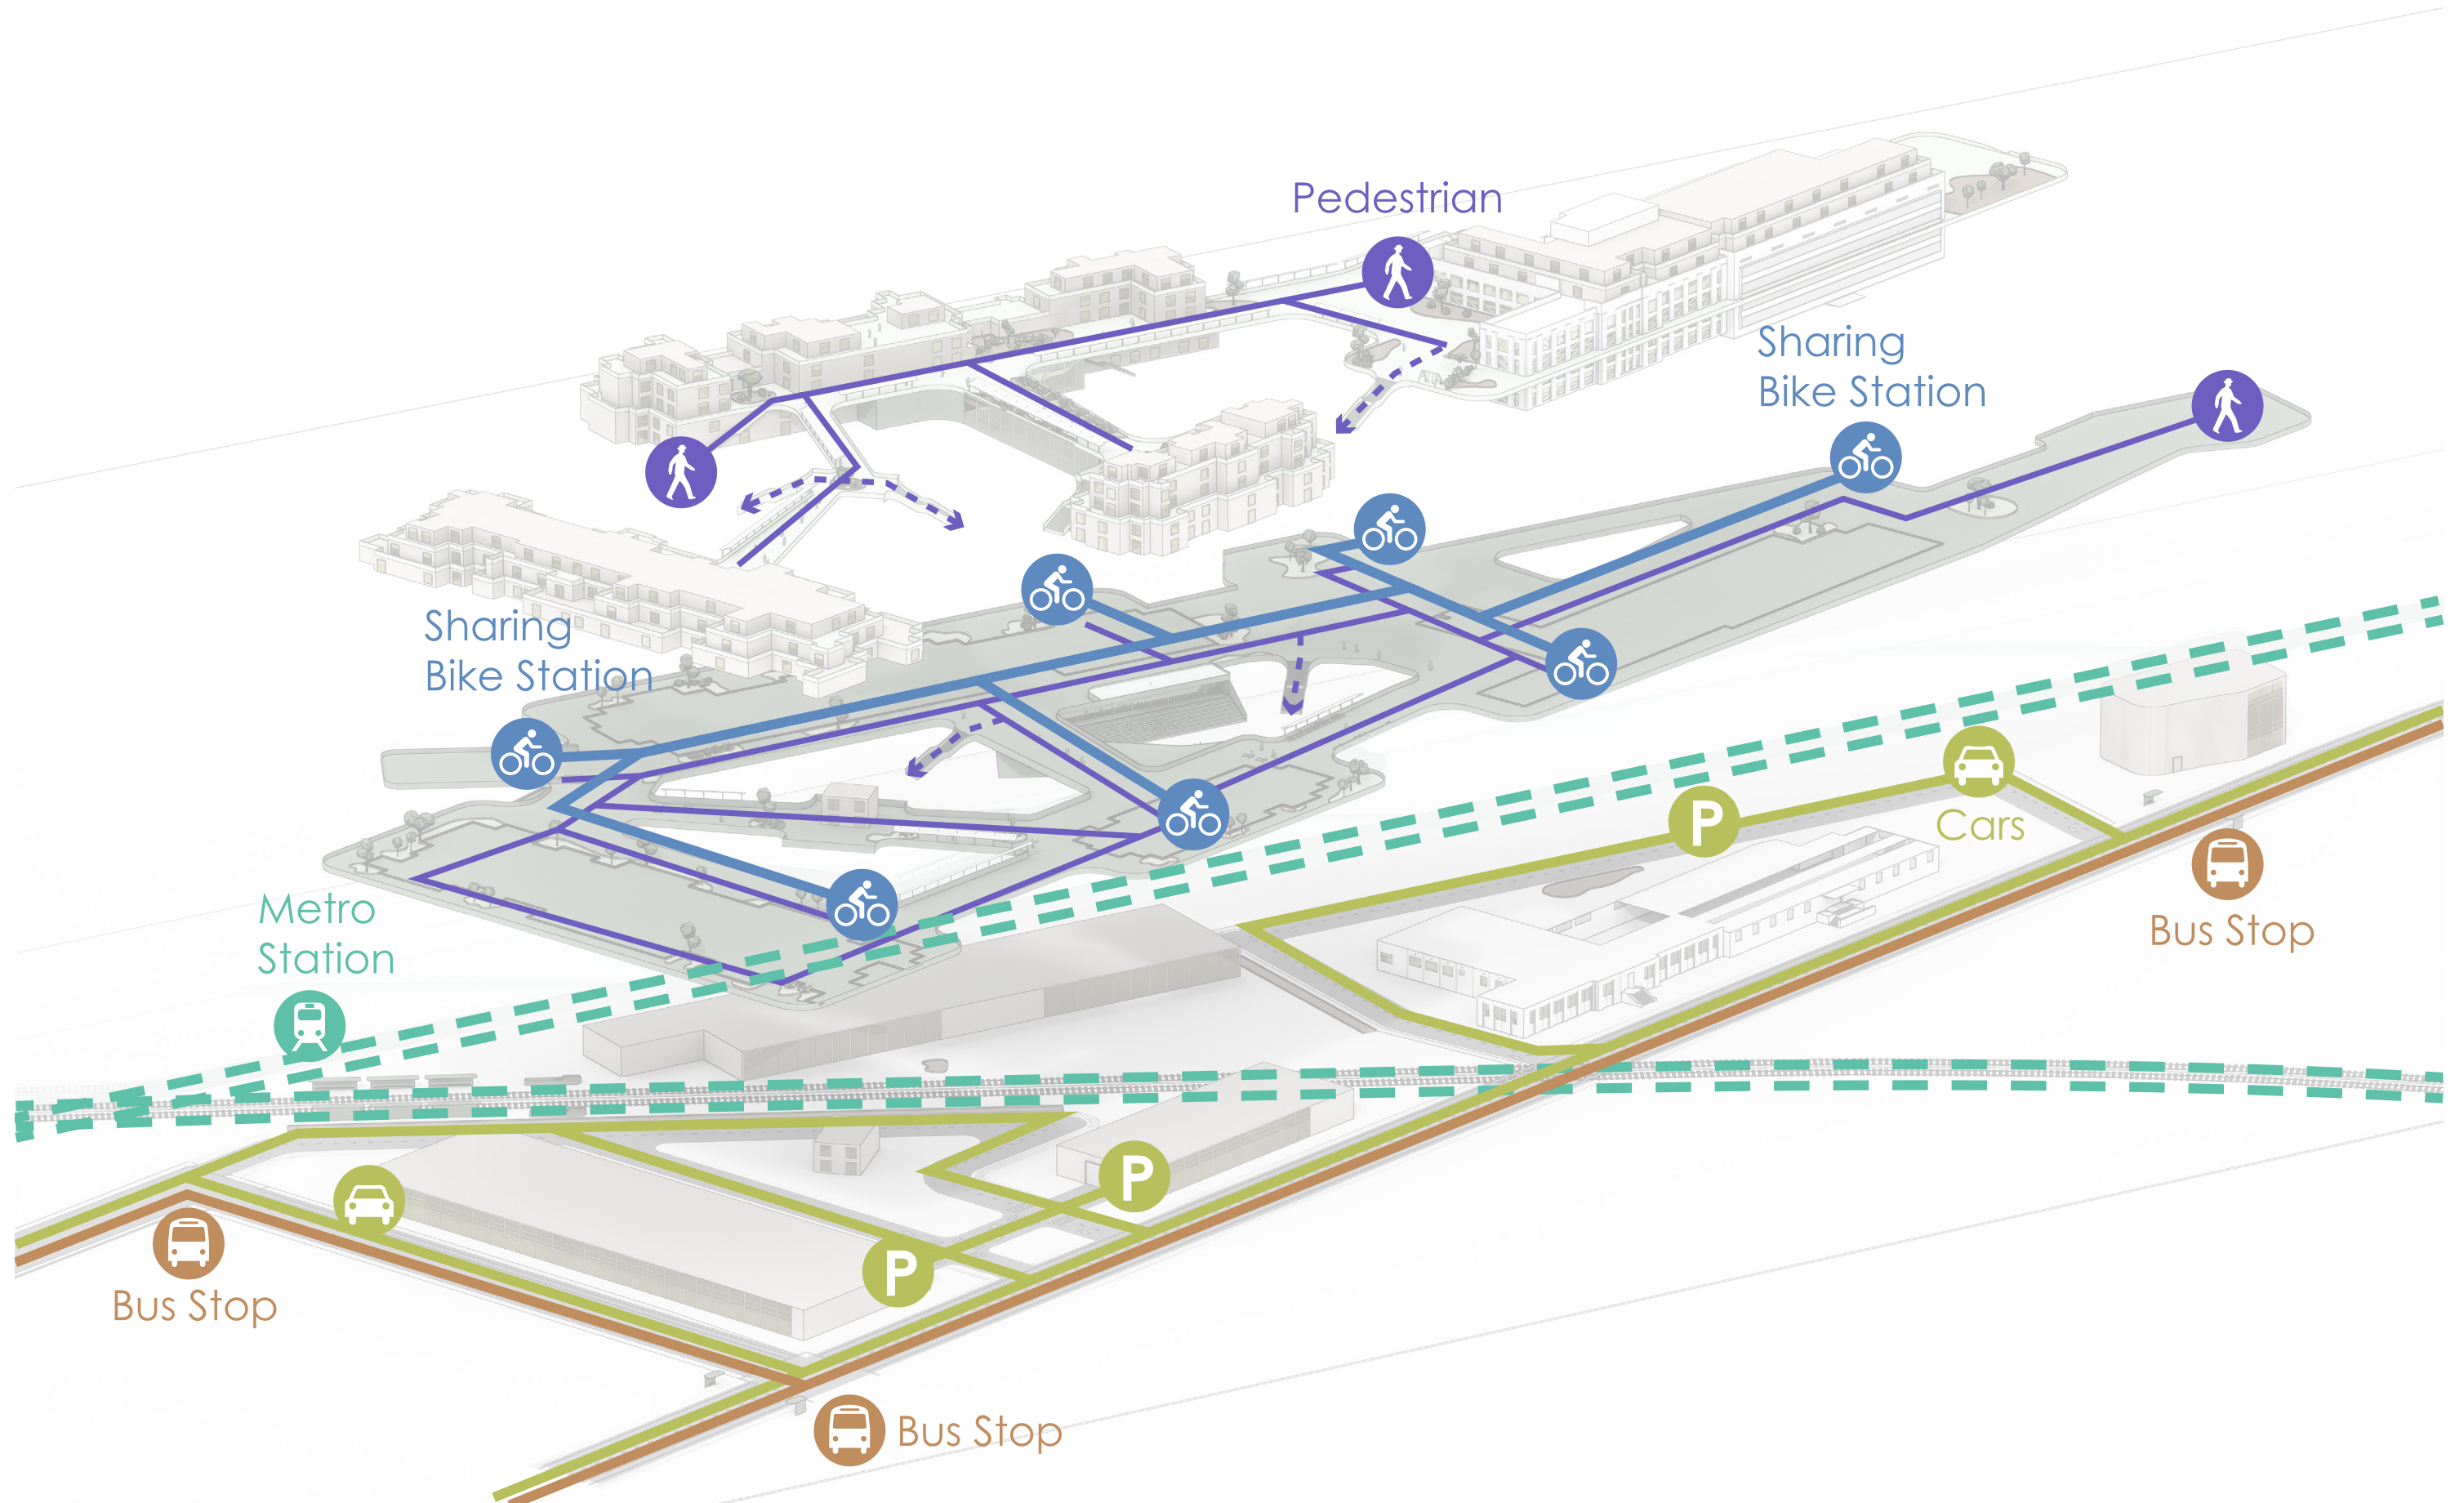 Pedestrian
Sharing
Bike Station
Sharing
Bike Station
P
Cars
Bus Stop
Metro
Station
P
P
Bus Stop
Bus Stop